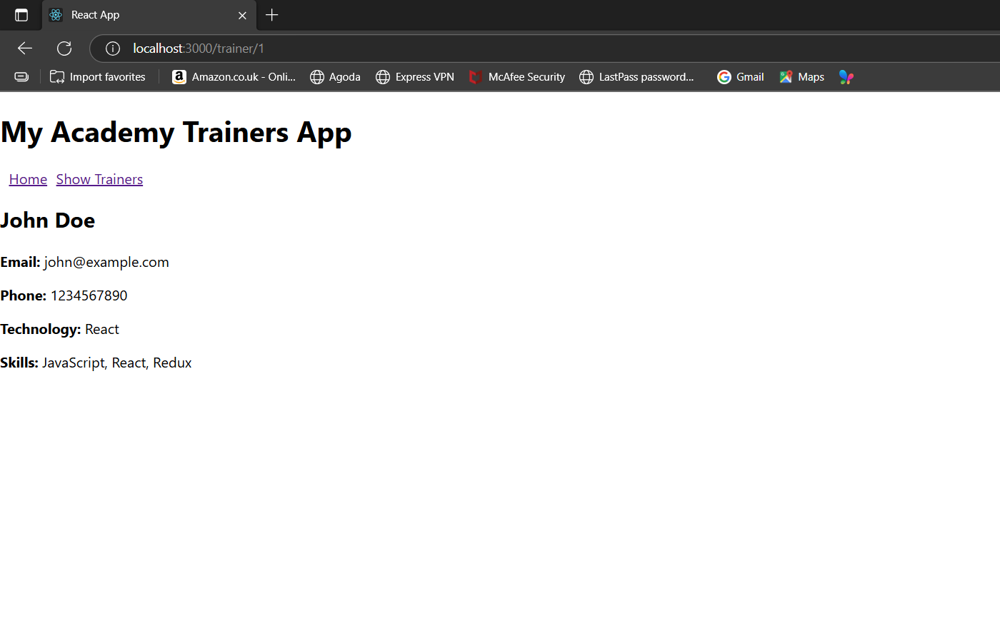 React App
localhost:3000/trainer/1
Import favorites Amazon.co.uk - Onli... Agoda Express VPN McAfee Security LastPass password... Gmail Maps
My Academy Trainers App
Home Show Trainers
John Doe
Email: john@example.com
Phone: 1234567890
Technology: React
Skills: JavaScript, React, Redux